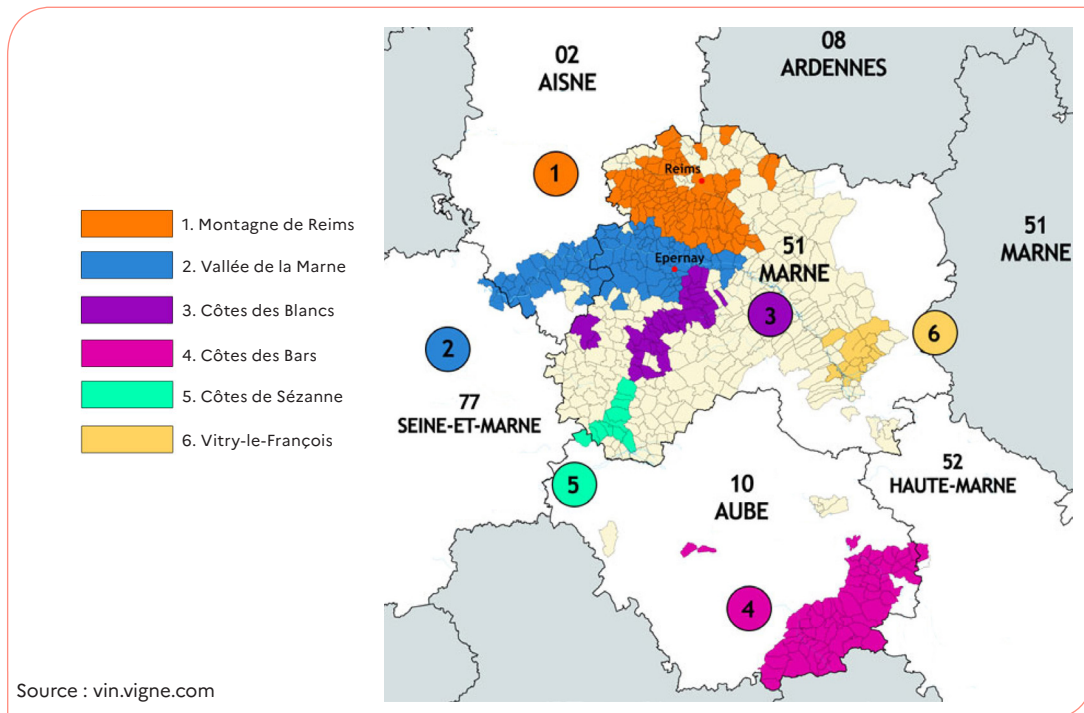 1. Montagne de Reims
2. Vallée de la Marne
3. Côtes des Blancs
4. Côtes des Bars
5. Côtes de Sézanne
6. Vitry-le-François
02
AISNE
08
ARDENNES
1
Reims
51
MARNE
51
MARNE
Epernay
3
6
2
77
SEINE-ET-MARNE
5
10
AUBE
52
HAUTE-MARNE
4
Source : vin.vigne.com